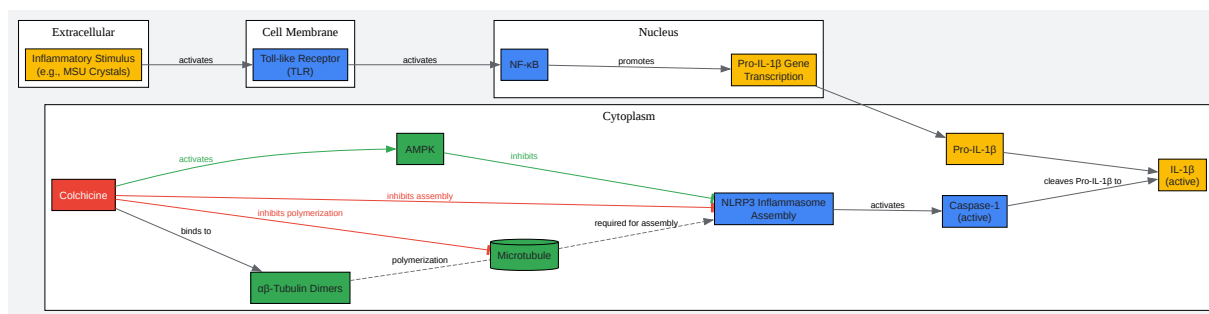 Extracellular
Inflammatory Stimulus
(e.g., MSU Crystals)
activates
Cell Membrane
Toll-like Receptor
(TLR)
activates
Nucleus
NF-κB
promotes
Pro-IL-1β Gene
Transcription
Cytoplasm
Colchicine
activates
AMPK
inhibits
inhibits assembly
inhibits polymerization
binds to
αβ-Tubulin Dimers
polymerization
Microtubule
required for assembly
NLRP3 Inflammasome
Assembly
activates
Caspase-1
(active)
Pro-IL-1β
cleaves Pro-IL-1β to
IL-1β
(active)